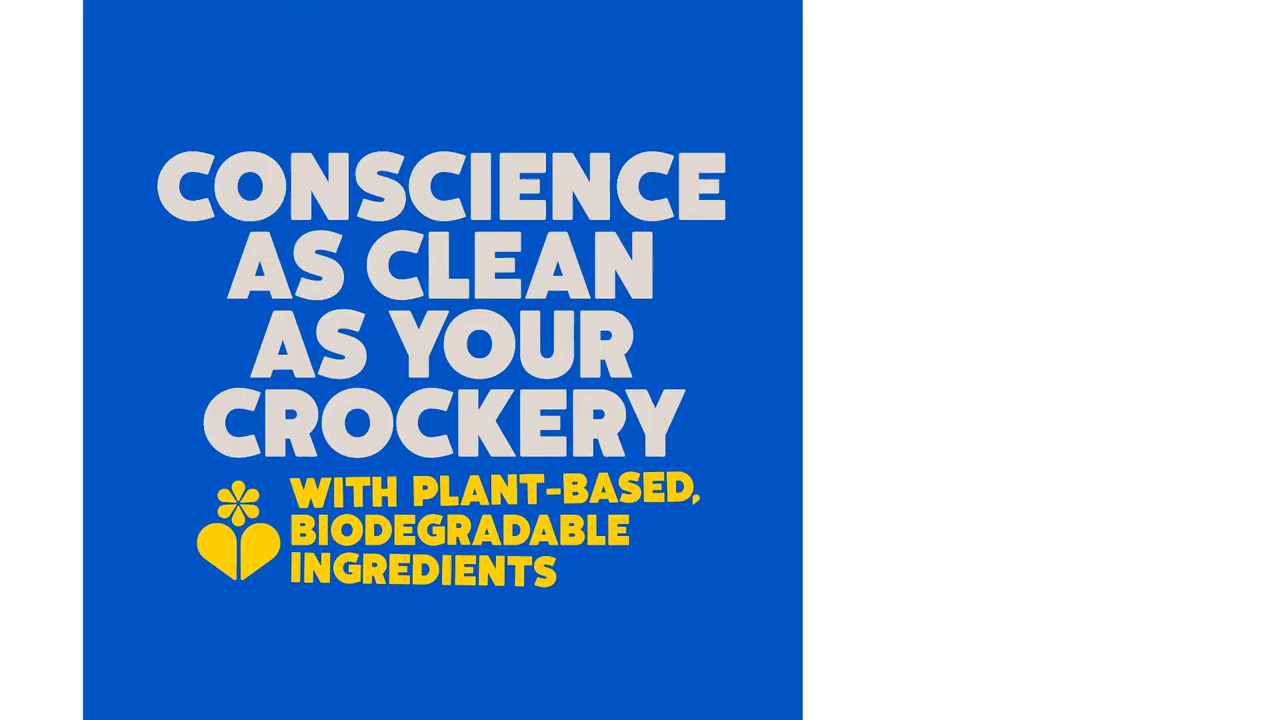 CONSCIENCE
AS CLEAN
AS YOUR
CROCKERY
WITH PLANT-BASED,
BIODEGRADABLE
INGREDIENTS